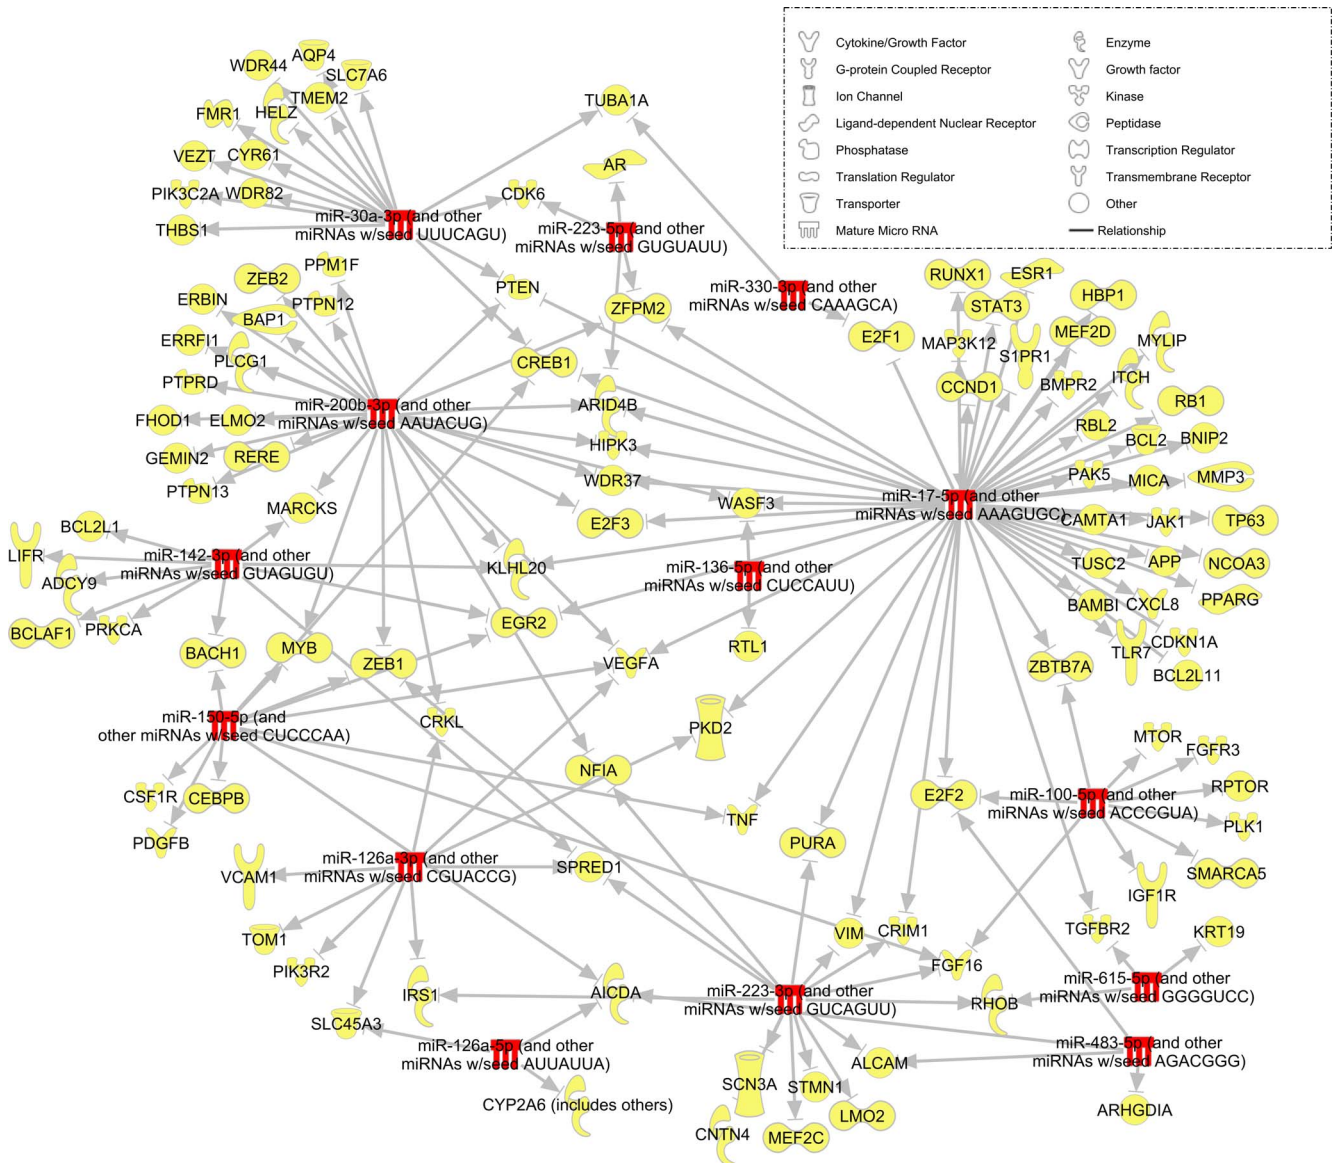 Cytokine/Growth Factor
G-protein Coupled Receptor
Ion Channel
Ligand-dependent Nuclear Receptor
Phosphatase
Translation Regulator
Transporter
Mature Micro RNA
Enzyme
Growth factor
Kinase
Peptidase
Transcription Regulator
Transmembrane Receptor
Other
Relationship
WDR44
AQP4
SLC7A6
TMEM2
FMR1
HELZ
VEZT
CYR61
PIK3C2A
WDR82
THBS1
miR-30a-3p (and other
miRNAs w/seed UUUCAGU)
TUBA1A
AR
CDK6
miR-223-5p (and other
miRNAs w/seed GUGUAUU)
miR-330-3p (and other
miRNAs w/seed CAAAGCA)
PTEN
ZFPM2
E2F1
CREB1
ZEB2
PPM1F
ERBIN
PTPN12
BAP1
ERRFI1
PLCG1
PTPRD
FHOD1
ELMO2
miR-200b-3p (and other
miRNAs w/seed AAUACUG)
GEMIN2
RERE
PTPN13
MARCKS
ARID4B
HIPK3
WDR37
E2F3
WASF3
RUNX1
ESR1
STAT3
HBP1
MAP3K12
S1PR1
MEF2D
MYLIP
CCND1
BMPR2
ITCH
RB1
RBL2
BCL2
BNIP2
PAK5
MICA
MMP3
miR-17-5p (and other
miRNAs w/seed AAAGUGC)
CAMTA1
JAK1
TP63
TUSC2
APP
NCOA3
BAMBI
CXCL8
PPARG
TLR7
CDKN1A
BCL2L11
ZBTB7A
BCL2L1
LIFR
miR-142-3p (and other
miRNAs w/seed GUAGUGU)
ADCY9
BCLAF1
PRKCA
KLHL20
miR-136-5p (and other
miRNAs w/seed CUCCAUU)
EGR2
RTL1
BACH1
MYB
ZEB1
VEGFA
miR-150-5p (and
other miRNAs w/seed CUCCCAA)
CRKL
PKD2
NFIA
CSF1R
CEBPB
PDGFB
TNF
PURA
E2F2
MTOR
FGFR3
RPTOR
miR-100-5p (and other
miRNAs w/seed ACCCGUA)
PLK1
SMARCA5
IGF1R
miR-126a-3p (and other
miRNAs w/seed CGUACCG)
SPRED1
VCAM1
TOM1
PIK3R2
SLC45A3
IRS1
AICDA
VIM
CRIM1
FGF16
TGFBR2
KRT19
miR-223-3p (and other
miRNAs w/seed GUCAGUU)
RHOB
miR-615-5p (and other
miRNAs w/seed GGGGUCC)
miR-126a-5p (and other
miRNAs w/seed AUUAUUA)
CYP2A6 (includes others)
miR-483-5p (and other
miRNAs w/seed AGACGGG)
ALCAM
SCN3A
STMN1
LMO2
CNTN4
MEF2C
ARHGDIA